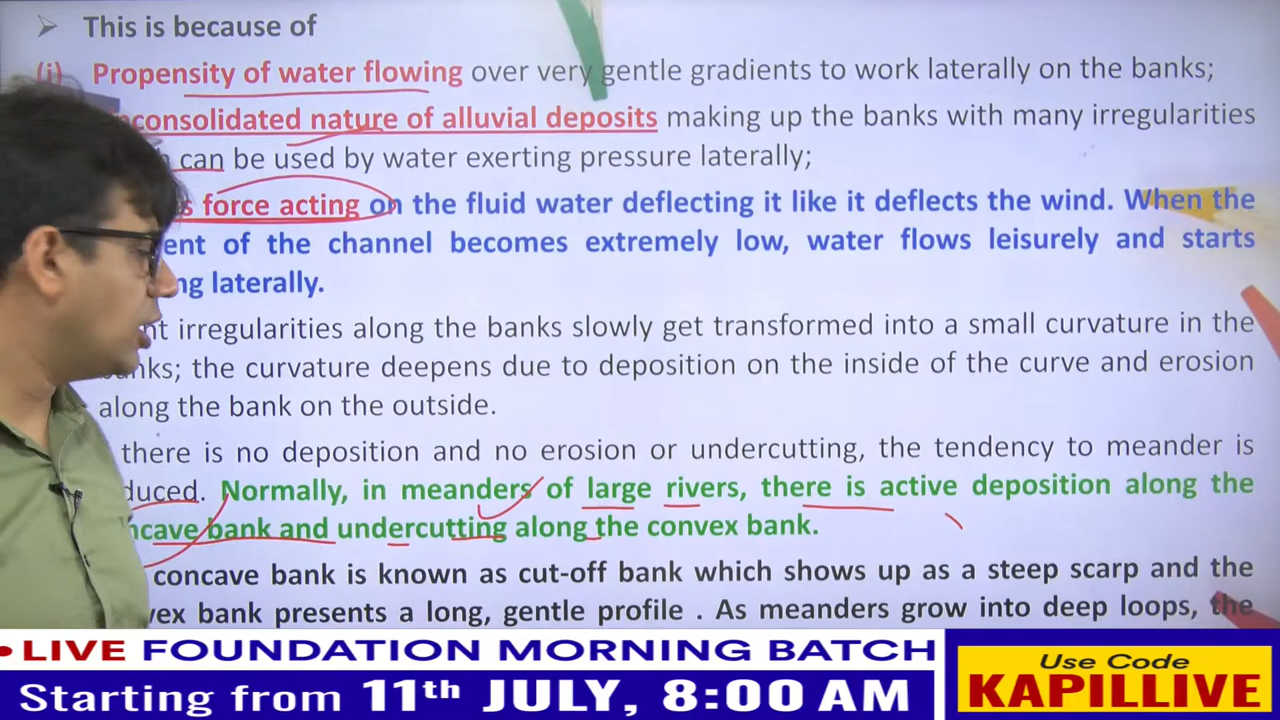 ➤ This is because of
(i) Propensity of water flowing over very gentle gradients to work laterally on the banks;
consolidated nature of alluvial deposits making up the banks with many irregularities
can be used by water exerting pressure laterally;
s force acting on the fluid water deflecting it like it deflects the wind. When the
ent of the channel becomes extremely low, water flows leisurely and starts
ng laterally.
ht irregularities along the banks slowly get transformed into a small curvature in the
nks; the curvature deepens due to deposition on the inside of the curve and erosion
along the bank on the outside.
there is no deposition and no erosion or undercutting, the tendency to meander is
duced. Normally, in meanders of large rivers, there is active deposition along the
ncave bank and undercutting along the convex bank.
concave bank is known as cut-off bank which shows up as a steep scarp and the
vex bank presents a long, gentle profile . As meanders grow into deep loops, the
• LIVE FOUNDATION MORNING BATCH
Starting from 11th JULY, 8:00 AM
Use Code
KAPILLIVE